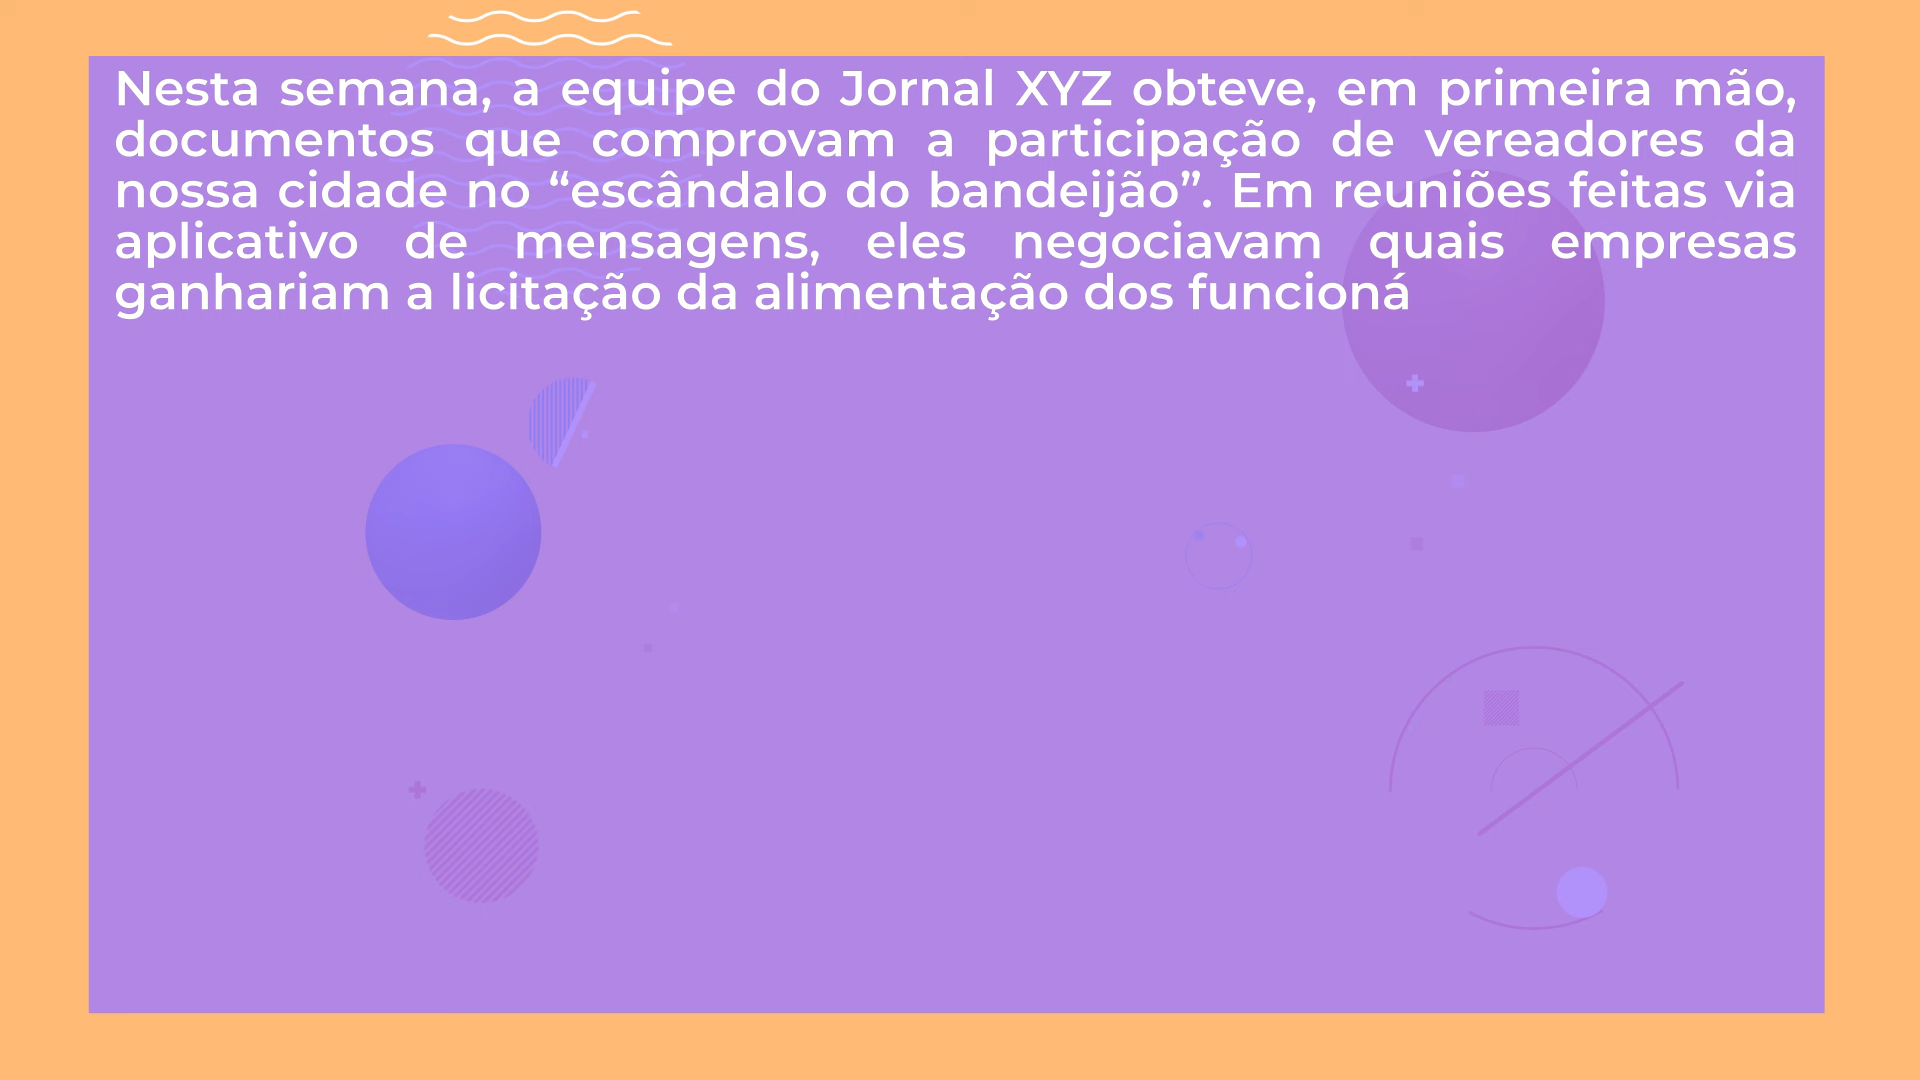 Nesta semana, a equipe do Jornal XYZ obteve, em primeira mão,
documentos que comprovam a participação de vereadores da
nossa cidade no “escândalo do bandeijão”. Em reuniões feitas via
aplicativo de mensagens, eles negociavam quais empresas
ganhariam a licitação da alimentação dos funcioná